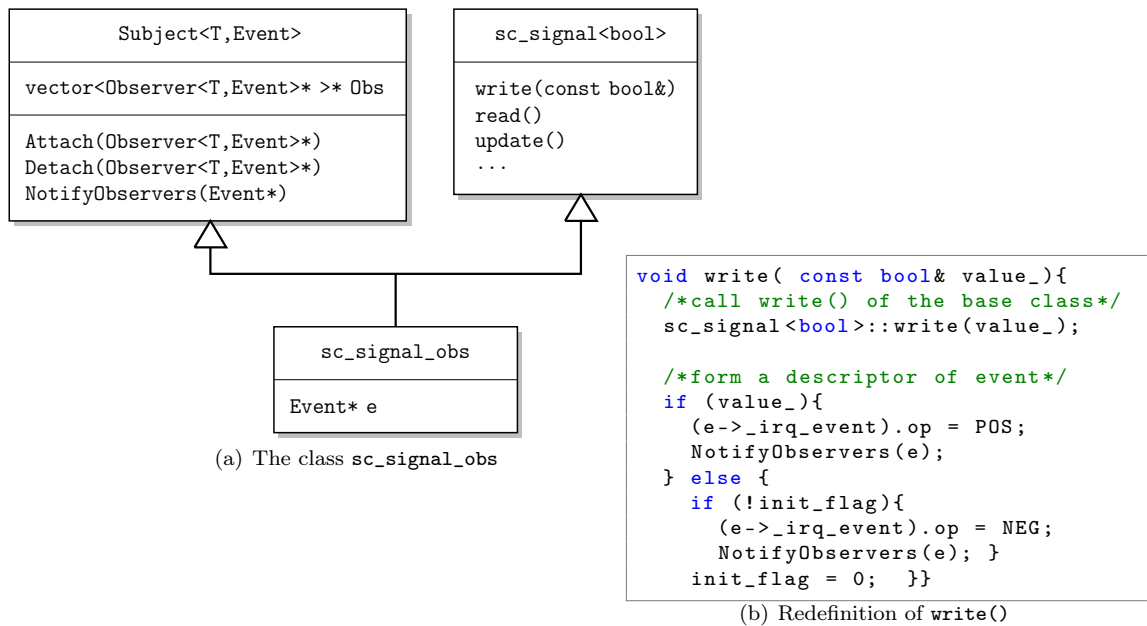 Subject<T,Event>
vector<Observer<T,Event>* >* Obs
Attach(Observer<T,Event>*)
Detach(Observer<T,Event>*)
NotifyObservers(Event*)
sc_signal<bool>
write(const bool&)
read()
update()
...
sc_signal_obs
Event* e
(a) The class sc_signal_obs
void write( const bool& value_){
  /*call write() of the base class*/
  sc_signal<bool>::write(value_);

  /*form a descriptor of event*/
  if (value_){
    (e->_irq_event).op = POS;
    NotifyObservers(e);
  } else {
    if (!init_flag){
      (e->_irq_event).op = NEG;
      NotifyObservers(e); }
    init_flag = 0;  }}
(b) Redefinition of write()